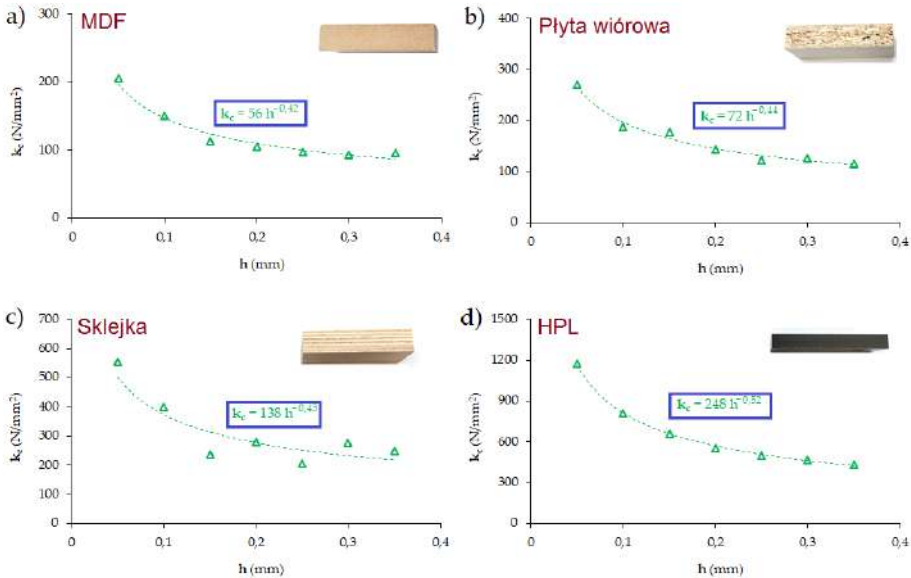 a) MDF
300
200
100
0
k_c (N/mm²)
k_c = 56 h^-0,42
0 0,1 0,2 0,3 0,4
h (mm)
b) Płyta wiórowa
400
300
200
100
0
k_c (N/mm²)
k_c = 72 h^-0,44
0 0,1 0,2 0,3 0,4
h (mm)
c) Sklejka
700
600
500
400
300
200
100
0
k_c (N/mm²)
k_c = 138 h^-0,43
0 0,1 0,2 0,3 0,4
h (mm)
d) HPL
1500
1200
900
600
300
0
k_c (N/mm²)
k_c = 248 h^-0,52
0 0,1 0,2 0,3 0,4
h (mm)